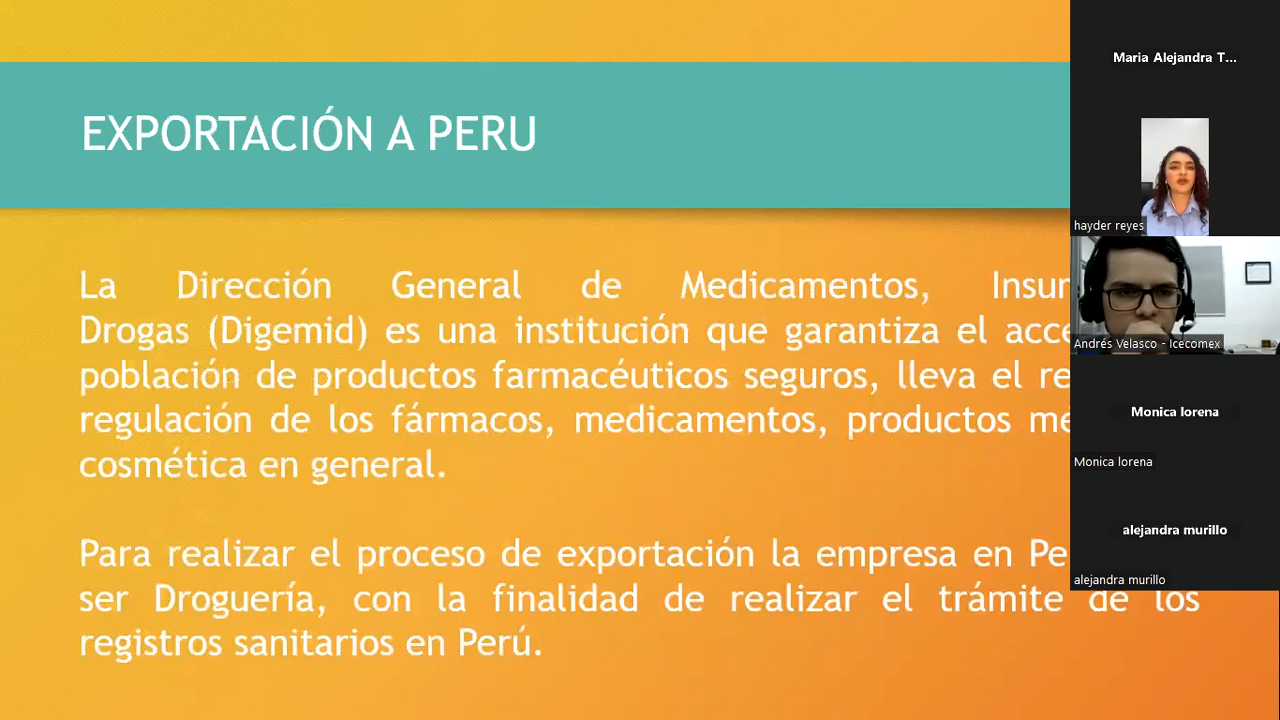 EXPORTACIÓN A PERU
La Dirección General de Medicamentos,
Drogas (Digemid) es una institución que garantiza el
población de productos farmacéuticos seguros, lleva el
regulación de los fármacos, medicamentos, productos
cosmética en general.
Para realizar el proceso de exportación la empresa en
ser Droguería, con la finalidad de realizar el trámite de los
registros sanitarios en Perú.
Maria Alejandra T...
hayder reyes
Andrés Velasco - Icecomex
Monica lorena
Monica lorena
alejandra murillo
alejandra murillo